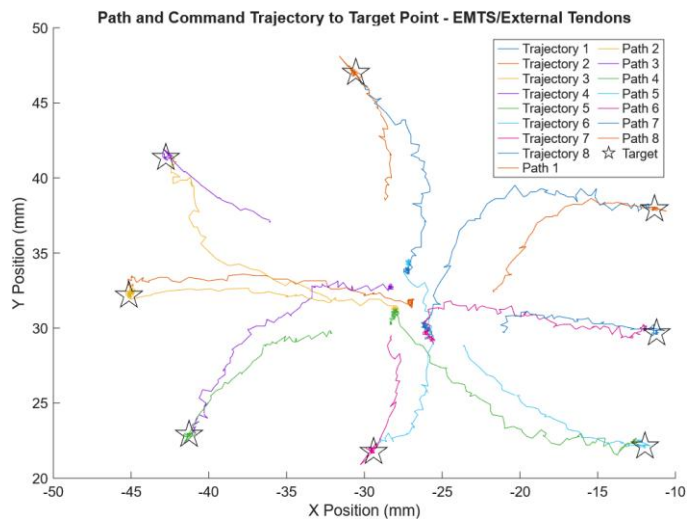 Path and Command Trajectory to Target Point - EMTS/External Tendons
50
45
40
35
30
25
20
Y Position (mm)
-50
-45
-40
-35
-30
-25
-20
-15
-10
X Position (mm)
Trajectory 1
Trajectory 2
Trajectory 3
Trajectory 4
Trajectory 5
Trajectory 6
Trajectory 7
Trajectory 8
Path 1
Path 2
Path 3
Path 4
Path 5
Path 6
Path 7
Path 8
Target